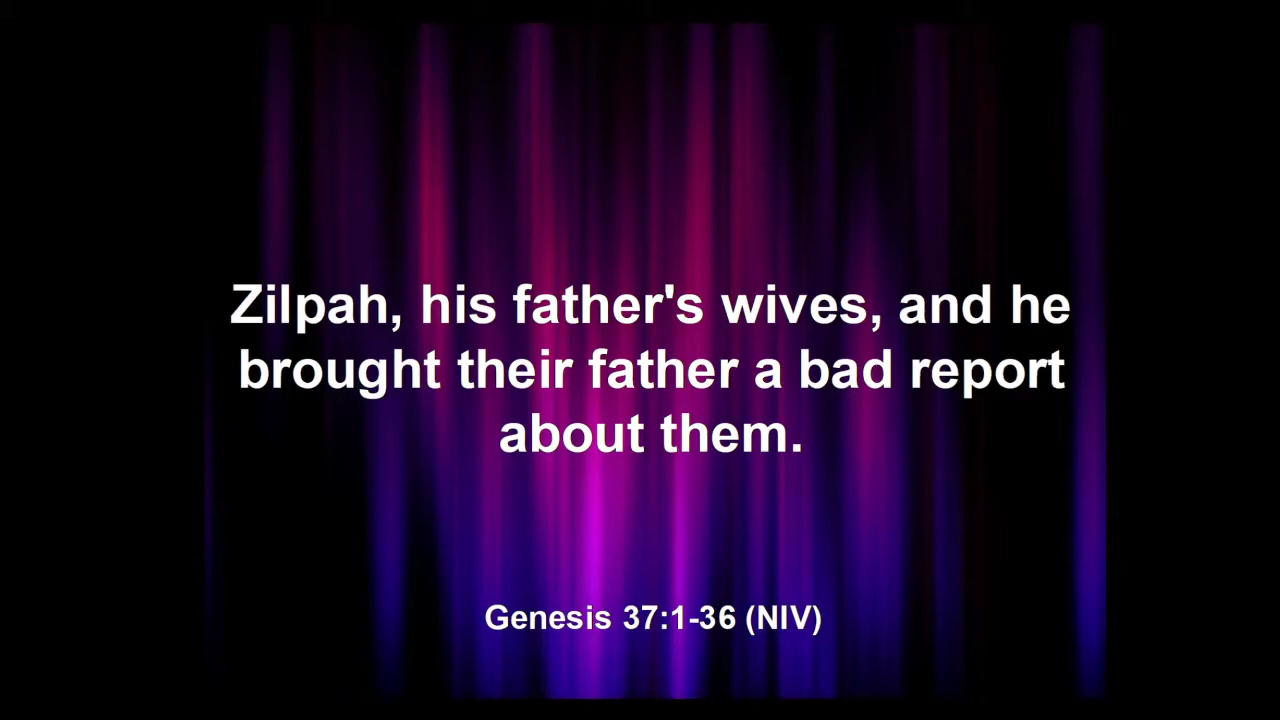 Zilpah, his father's wives, and he
brought their father a bad report
about them.
Genesis 37:1-36 (NIV)